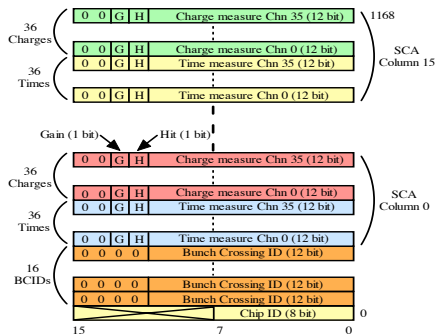 36 Charges
0 0 G H Charge measure Chn 35 (12 bit) 1168
0 0 G H Charge measure Chn 0 (12 bit)
36 Times
0 0 G H Time measure Chn 35 (12 bit)
0 0 G H Time measure Chn 0 (12 bit)
SCA Column 15
Gain (1 bit) Hit (1 bit)
36 Charges
0 0 G H Charge measure Chn 35 (12 bit)
0 0 G H Charge measure Chn 0 (12 bit)
36 Times
0 0 G H Time measure Chn 35 (12 bit)
0 0 G H Time measure Chn 0 (12 bit)
SCA Column 0
16 BCIDs
0 0 0 0 Bunch Crossing ID (12 bit)
0 0 0 0 Bunch Crossing ID (12 bit)
0 0 0 0 Bunch Crossing ID (12 bit)
Chip ID (8 bit) 0
15 7 0